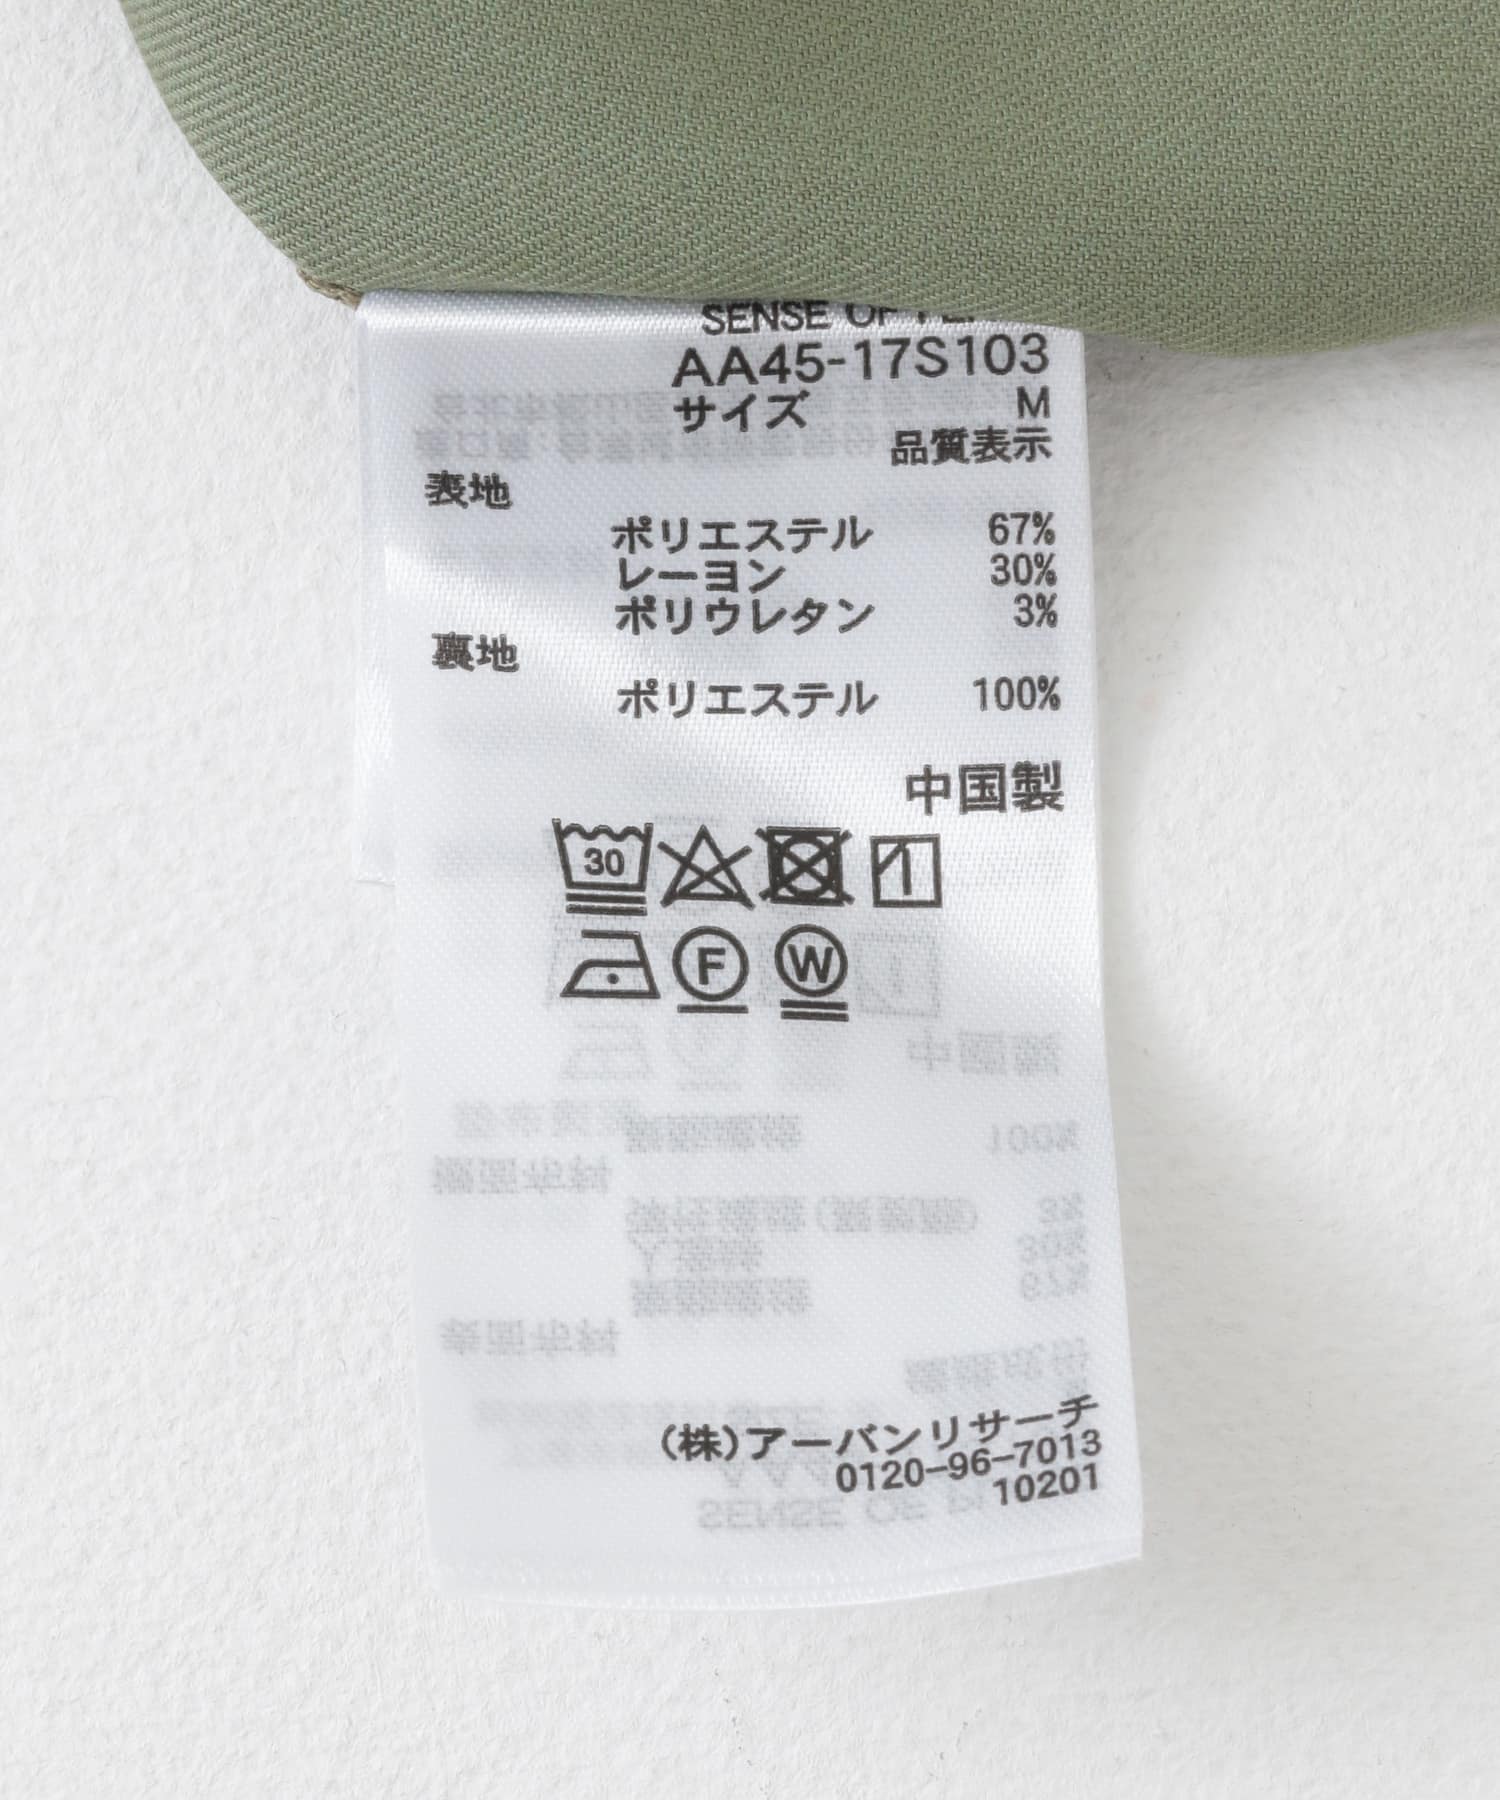 SENSE OF
AA45-17S103
サイズ M
品質表示
表地
ポリエステル 67%
レーヨン 30%
ポリウレタン 3%
裏地
ポリエステル 100%
中国製
30
F W
(株)アーバンリサーチ
0120-96-7013
10201